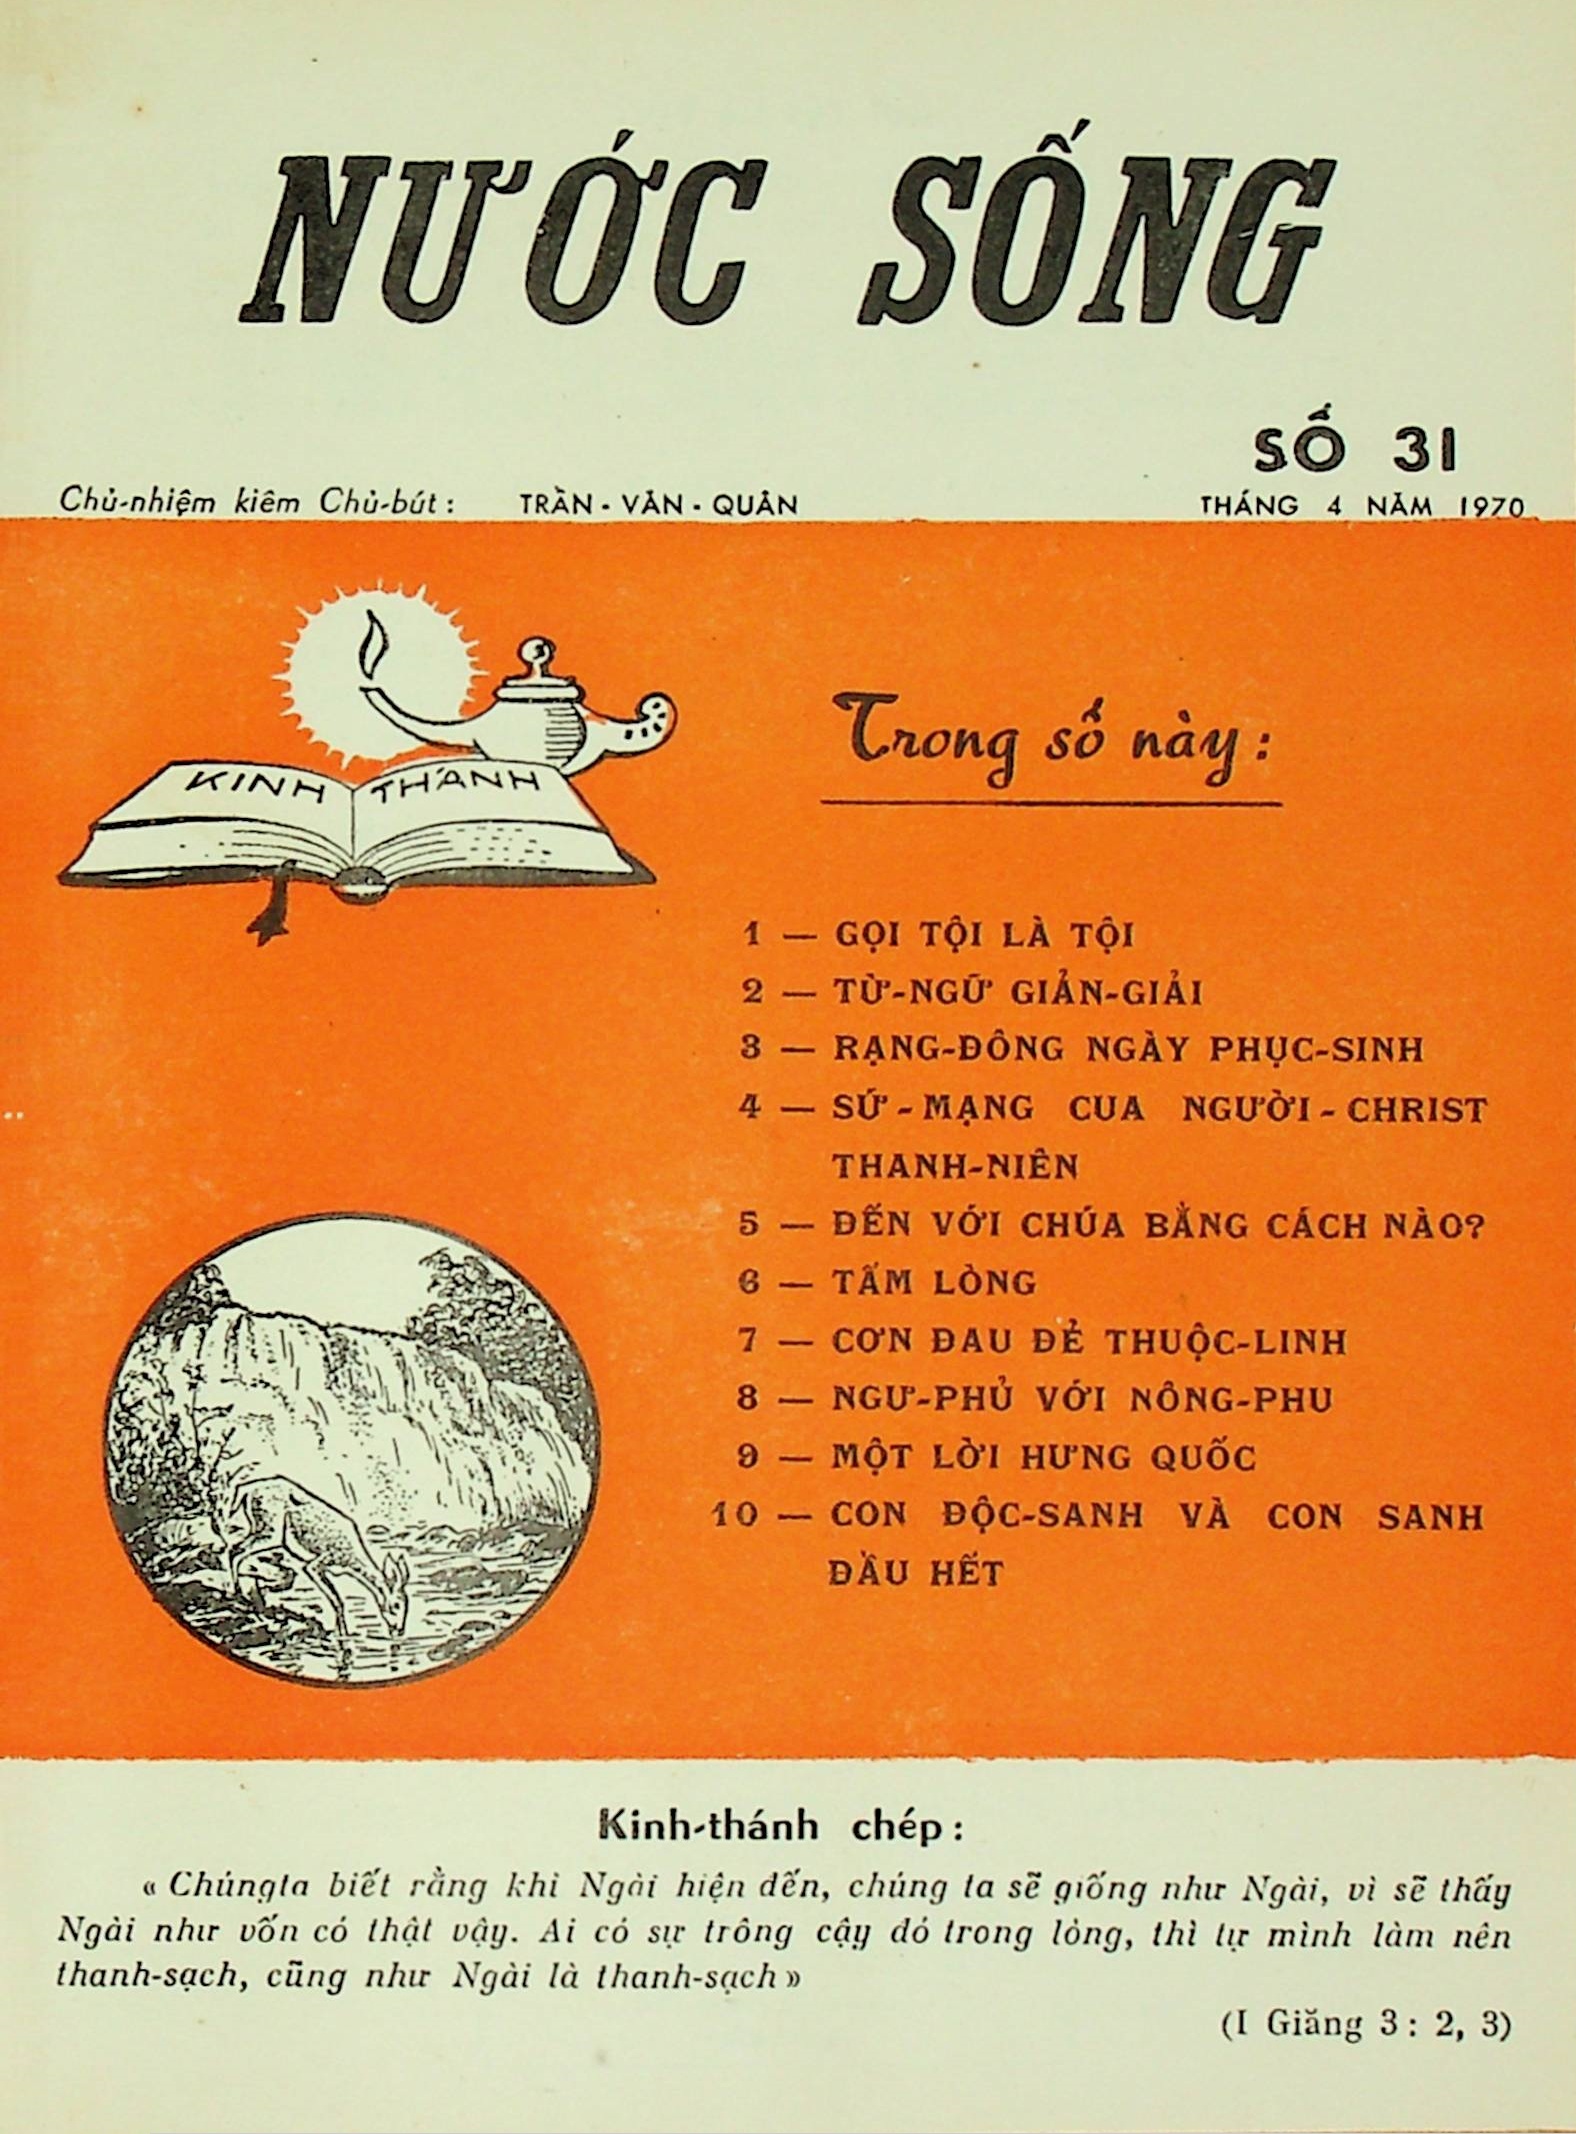 NƯỚC SỐNG
SỐ 31
Chủ-nhiệm kiêm Chủ-bút : TRẦN - VĂN - QUÂN
THÁNG 4 NĂM 1970
KINH THÁNH
Trong số này :
1 — GỌI TỘI LÀ TỘI
2 — TỪ-NGỮ GIẢN-GIẢI
3 — RẠNG-ĐÔNG NGÀY PHỤC-SINH
4 — SỨ - MẠNG CUA NGƯỜI - CHRIST
THANH-NIÊN
5 — ĐẾN VỚI CHÚA BẰNG CÁCH NÀO?
6 — TẤM LÒNG
7 — CƠN ĐAU ĐẺ THUỘC-LINH
8 — NGƯ-PHỦ VỚI NÔNG-PHU
9 — MỘT LỜI HƯNG QUỐC
10 — CON ĐỘC-SANH VÀ CON SANH
ĐẦU HẾT
Kinh-thánh chép :
« Chúngta biết rằng khi Ngài hiện đến, chúng ta sẽ giống như Ngài, vì sẽ thấy
Ngài như vốn có thật vậy. Ai có sự trông cậy đó trong lòng, thì tự mình làm nên
thanh-sạch, cũng như Ngài là thanh-sạch »
(I Giăng 3 : 2, 3)